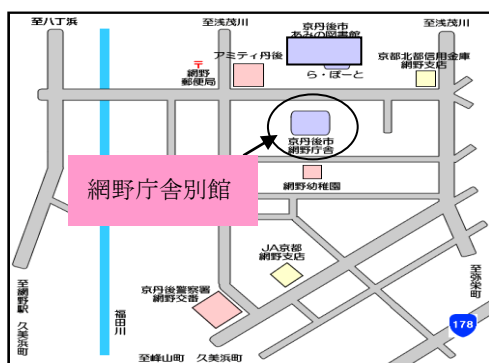 至八丁浜
至浅茂川
京丹後市
あみの図書館
至浅茂川
アミティ丹後
ら・ぽーと
京都北部信用金庫
網野支店
網野
郵便局
京丹後市
網野庁舎
網野庁舎別館
網野幼稚園
JA京都
網野支店
京丹後警察署
網野交番
至網野駅
久美浜町
福田川
至弥栄町
178
至峰山町
久美浜町